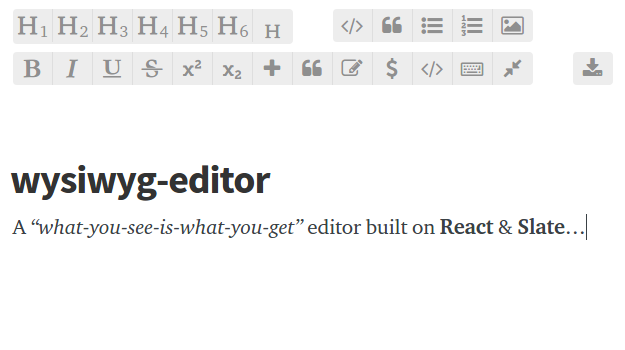 H1 H2 H3 H4 H5 H6 H </> “
B I U S x² x₂ + “ $ </>
wysiwyg-editor
A “what-you-see-is-what-you-get” editor built on React & Slate…